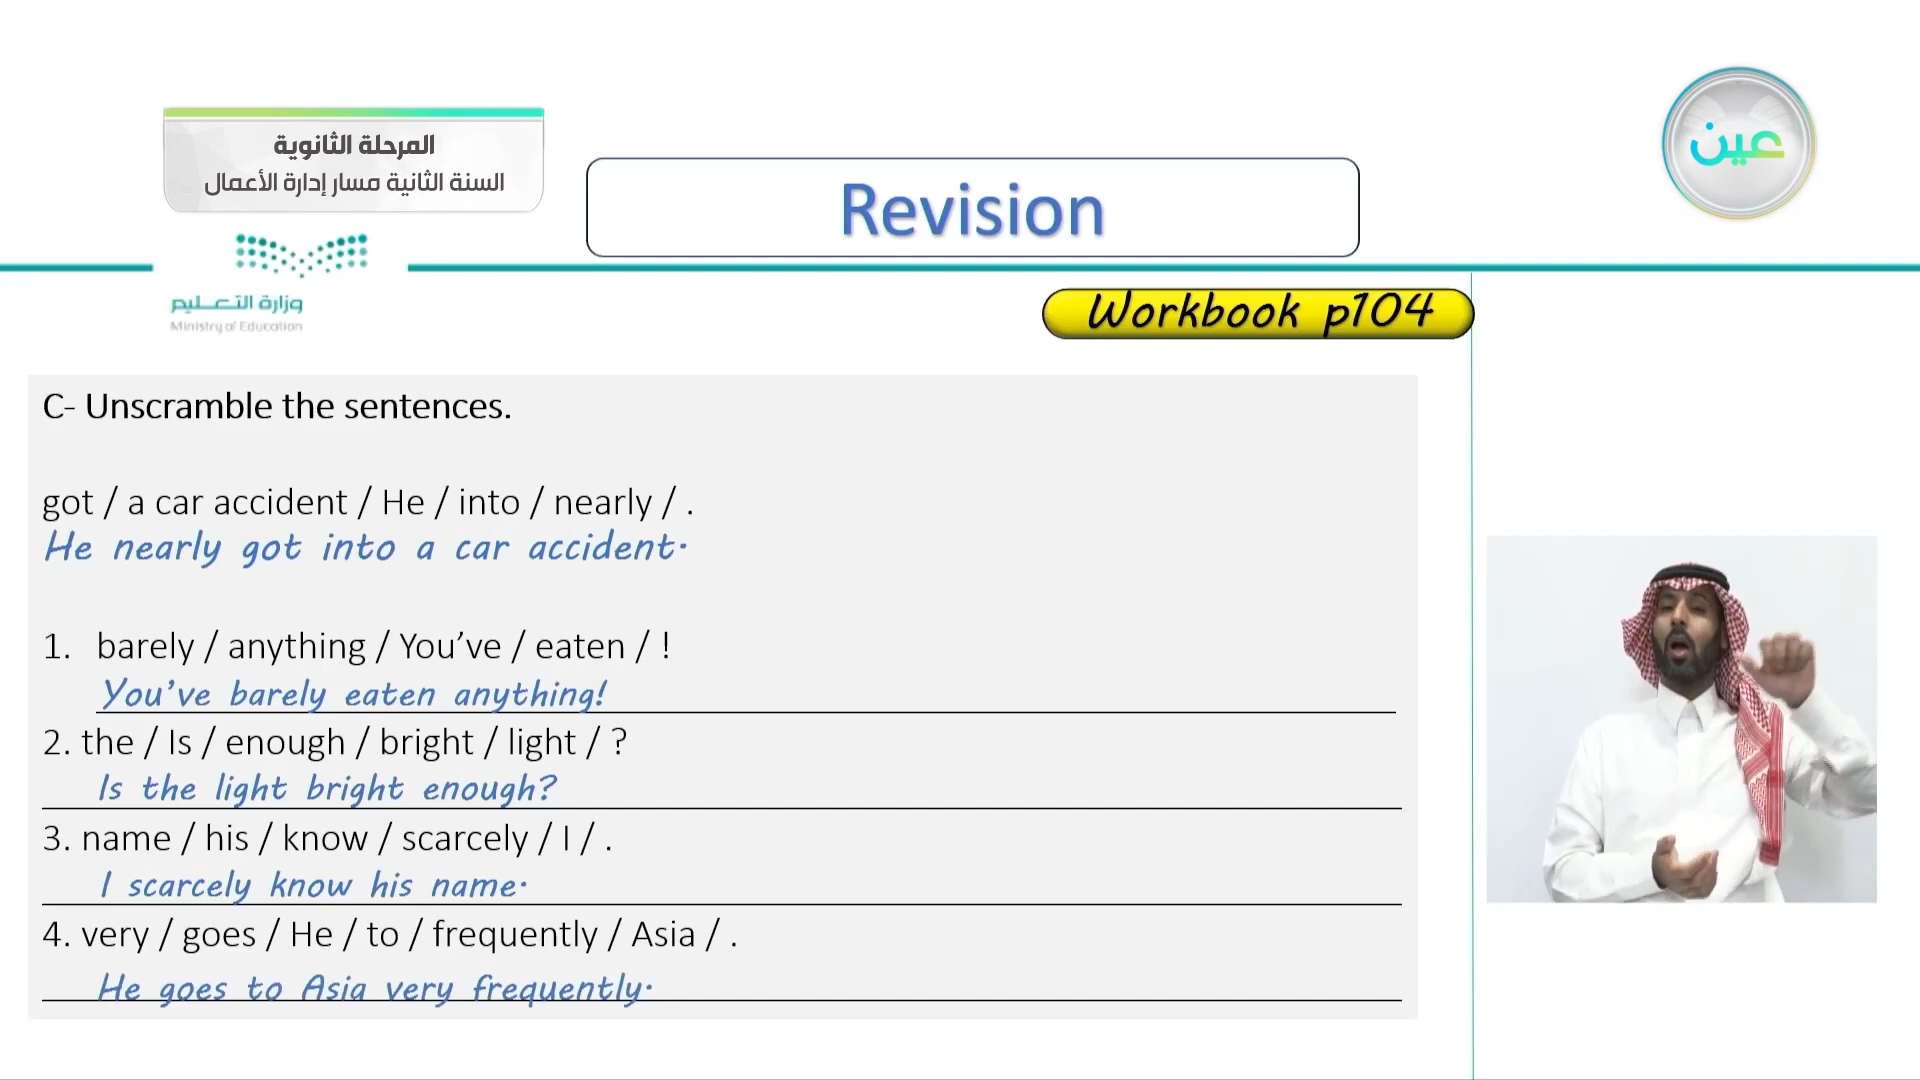 المرحلة الثانوية
السنة الثانية مسار إدارة الأعمال
عين
Revision
وزارة التعليم
Ministry of Education
Workbook p104
C- Unscramble the sentences.
got / a car accident / He / into / nearly / .
He nearly got into a car accident.
1. barely / anything / You’ve / eaten / !
You’ve barely eaten anything!
2. the / Is / enough / bright / light / ?
Is the light bright enough?
3. name / his / know / scarcely / I / .
I scarcely know his name.
4. very / goes / He / to / frequently / Asia / .
He goes to Asia very frequently.